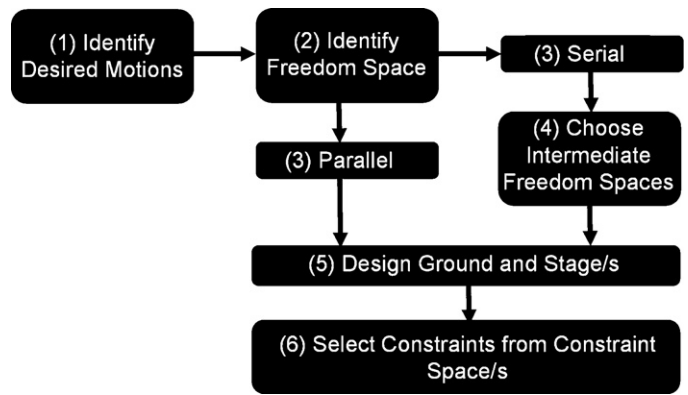 (1) Identify
Desired Motions
(2) Identify
Freedom Space
(3) Serial
(3) Parallel
(4) Choose
Intermediate
Freedom Spaces
(5) Design Ground and Stage/s
(6) Select Constraints from Constraint
Space/s